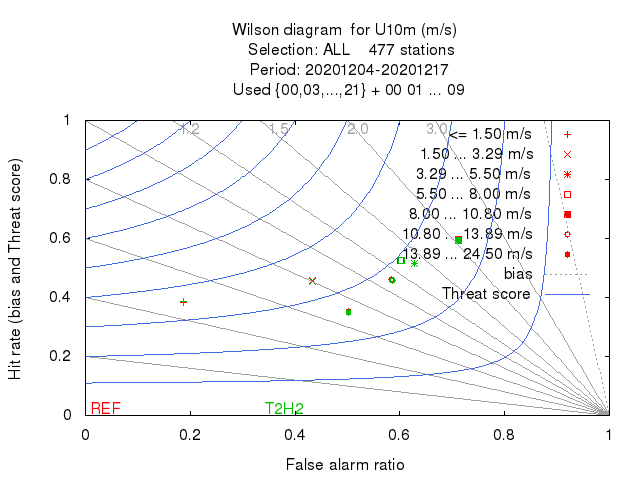 Wilson diagram for U10m (m/s)
Selection: ALL 477 stations
Period: 20201204-20201217
Used {00,03,...,21} + 00 01 ... 09
1.2 1.5 2.0 3.0
<= 1.50 m/s
1.50 ... 3.29 m/s
3.29 ... 5.50 m/s
5.50 ... 8.00 m/s
8.00 ... 10.80 m/s
10.80 ... 13.89 m/s
13.89 ... 24.50 m/s
bias
Threat score
Hit rate (bias and Threat score)
1
0.8
0.6
0.4
0.2
0
REF T2H2
0 0.2 0.4 0.6 0.8 1
False alarm ratio